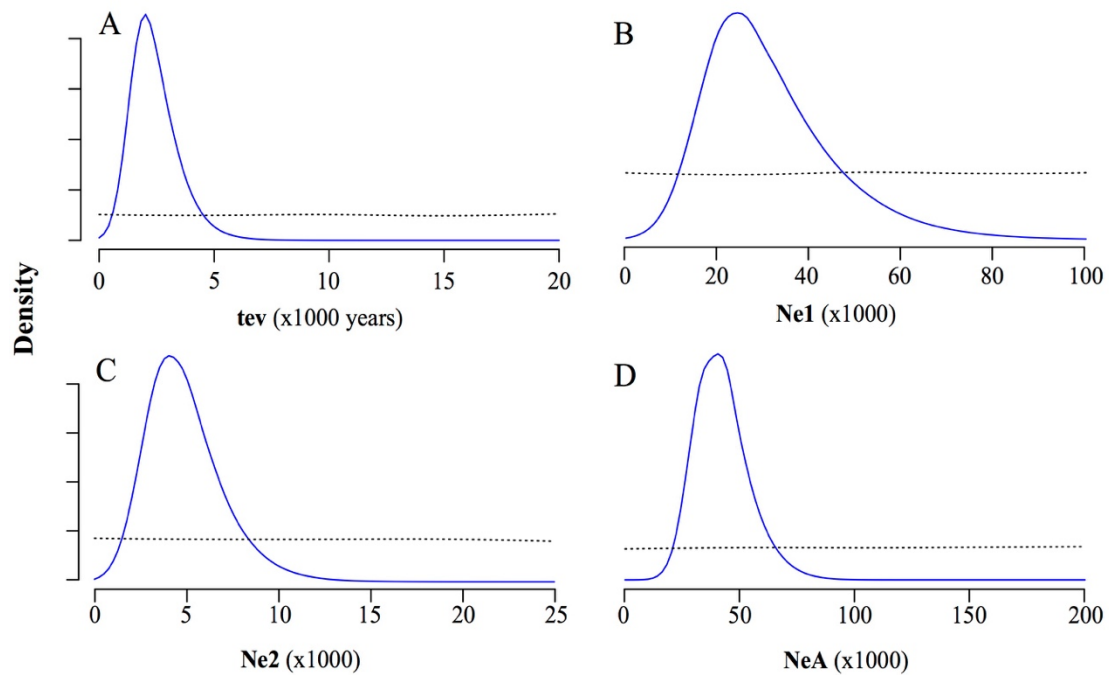 A
B
0 5 10 15 20
tev (x1000 years)
0 20 40 60 80 100
Ne1 (x1000)
Density
C
D
0 5 10 15 20 25
Ne2 (x1000)
0 50 100 150 200
NeA (x1000)